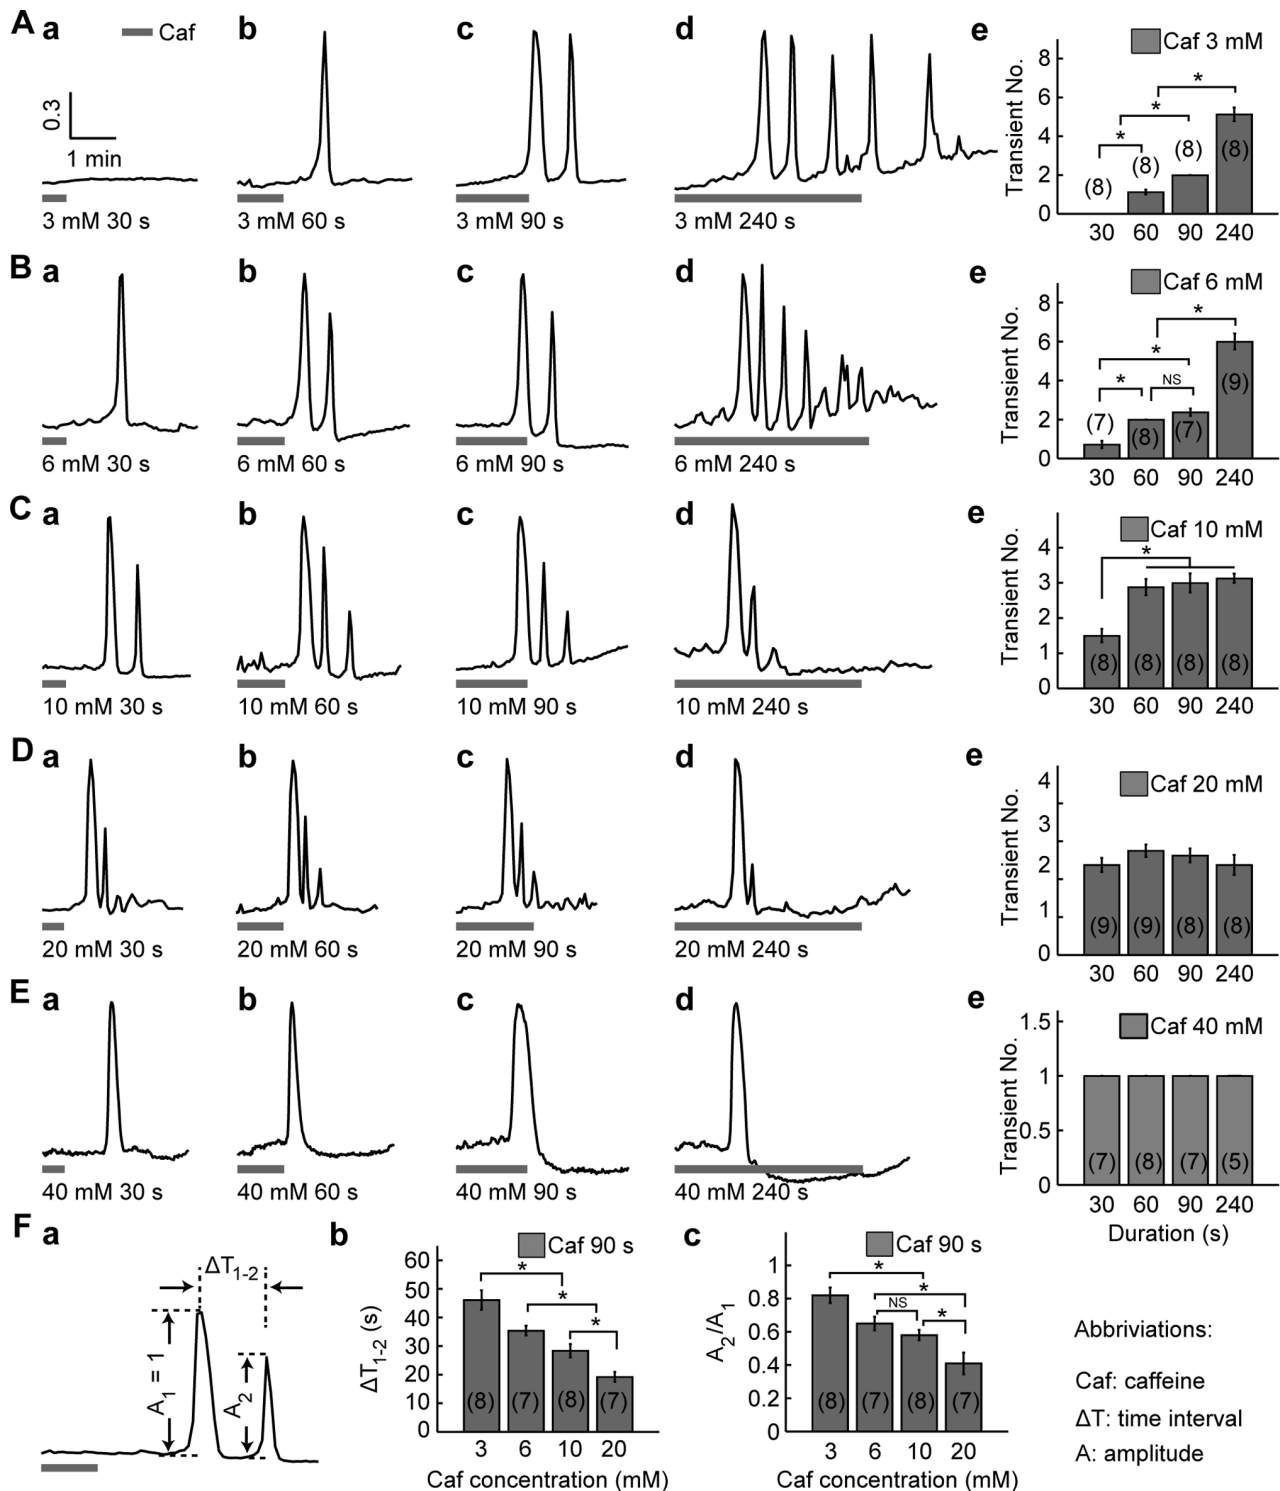 A a Caf b c d e Caf 3 mM
0.3
1 min
3 mM 30 s 3 mM 60 s 3 mM 90 s 3 mM 240 s
Transient No.
8
6
4
2
0
* * *
(8) (8) (8) (8)
30 60 90 240
B a b c d e Caf 6 mM
6 mM 30 s 6 mM 60 s 6 mM 90 s 6 mM 240 s
Transient No.
8
6
4
2
0
* * NS *
(7) (8) (7) (9)
30 60 90 240
C a b c d e Caf 10 mM
10 mM 30 s 10 mM 60 s 10 mM 90 s 10 mM 240 s
Transient No.
4
3
2
1
0
*
(8) (8) (8) (8)
30 60 90 240
D a b c d e Caf 20 mM
20 mM 30 s 20 mM 60 s 20 mM 90 s 20 mM 240 s
Transient No.
4
3
2
1
0
(9) (9) (8) (8)
30 60 90 240
E a b c d e Caf 40 mM
40 mM 30 s 40 mM 60 s 40 mM 90 s 40 mM 240 s
Transient No.
1.5
1
0.5
0
(7) (8) (7) (5)
30 60 90 240
Duration (s)
F a
ΔT1-2
A1 = 1
A2
b Caf 90 s
ΔT1-2 (s)
60
50
40
30
20
10
0
* * *
(8) (7) (8) (7)
3 6 10 20
Caf concentration (mM)
c Caf 90 s
A2/A1
1
0.8
0.6
0.4
0.2
0
* * NS *
(8) (7) (8) (7)
3 6 10 20
Caf concentration (mM)
Abbriviations:
Caf: caffeine
ΔT: time interval
A: amplitude